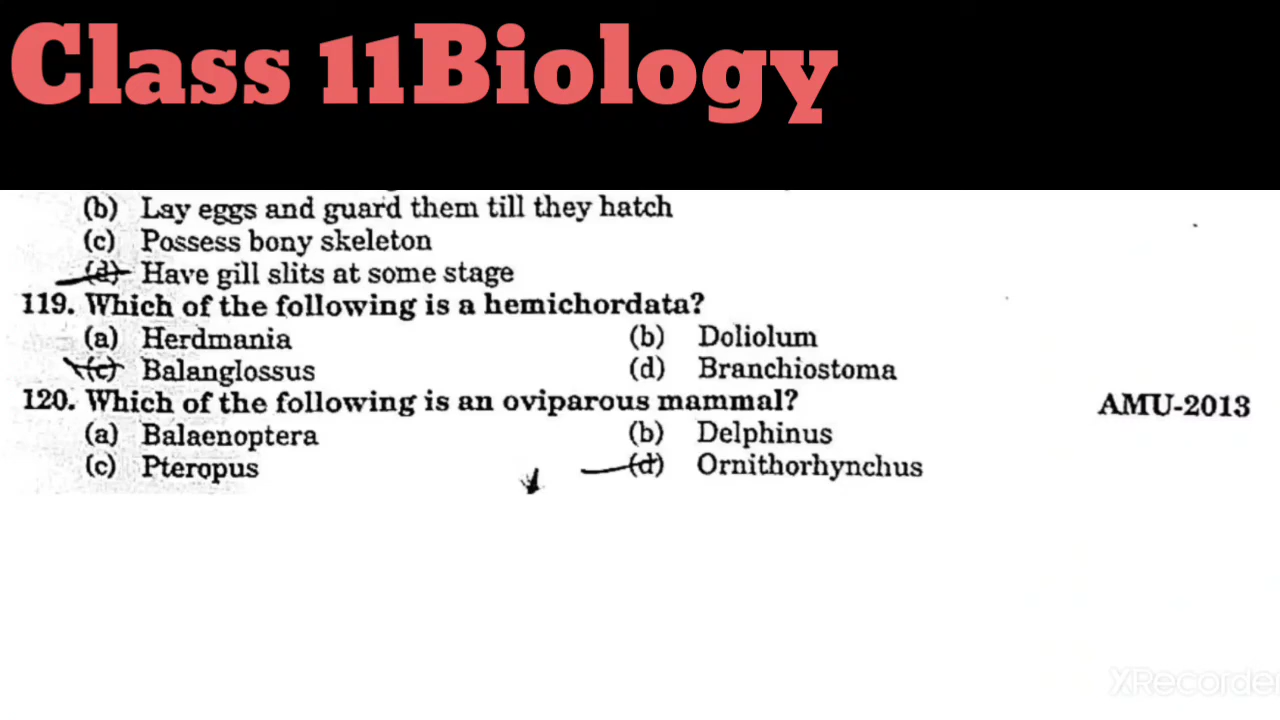 Class 11Biology
(b) Lay eggs and guard them till they hatch
(c) Possess bony skeleton
(d) Have gill slits at some stage
119. Which of the following is a hemichordata?
(a) Herdmania (b) Doliolum
(c) Balanglossus (d) Branchiostoma
120. Which of the following is an oviparous mammal? AMU-2013
(a) Balaenoptera (b) Delphinus
(c) Pteropus (d) Ornithorhynchus
XRecorder